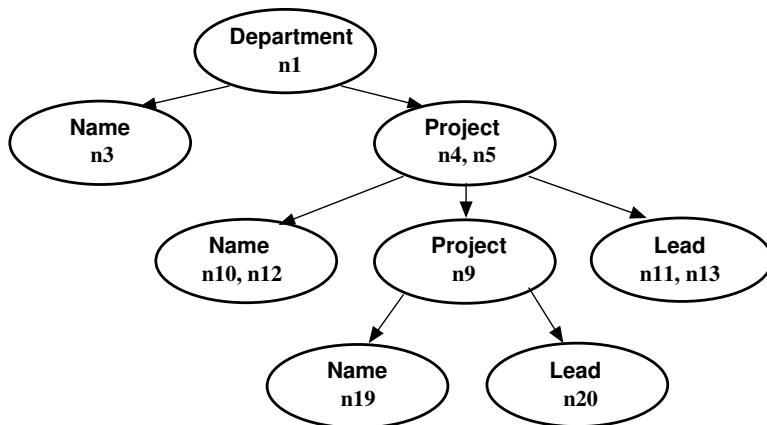 Department
n1
Name
n3
Project
n4, n5
Name
n10, n12
Project
n9
Lead
n11, n13
Name
n19
Lead
n20